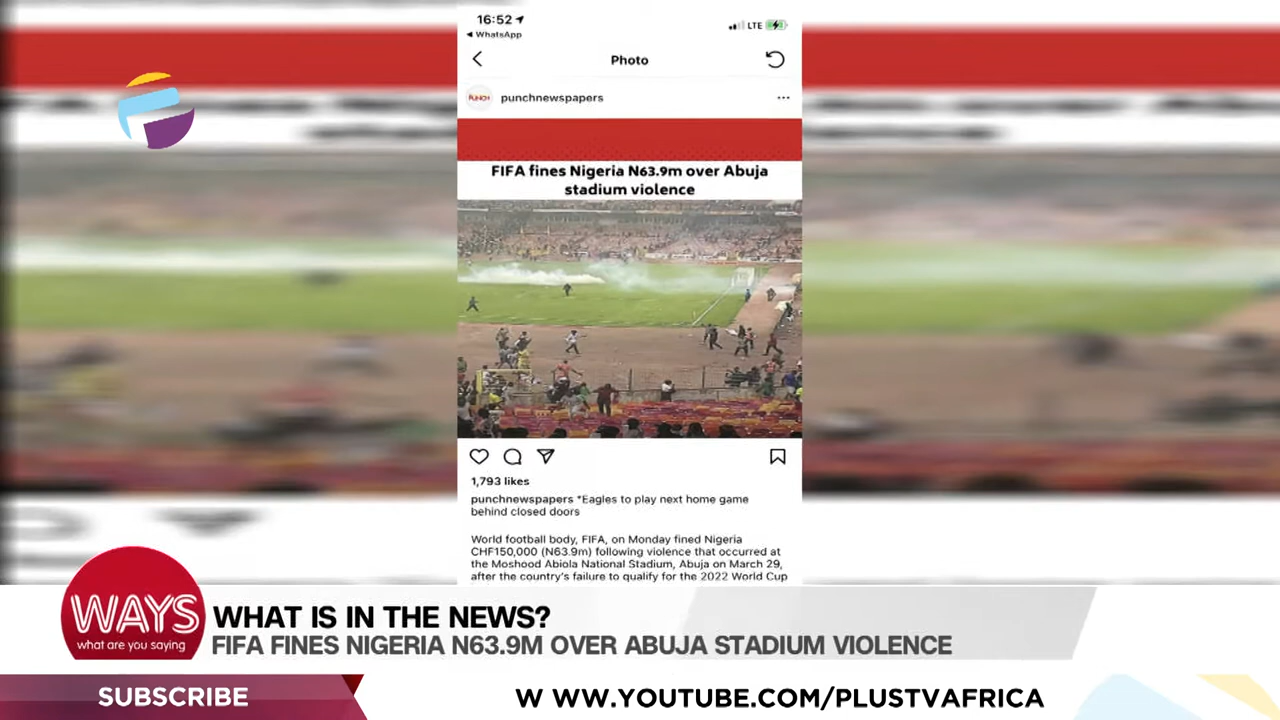 16:52
LTE
WhatsApp
Photo
PUNCH
punchnewspapers
FIFA fines Nigeria N63.9m over Abuja
stadium violence
1,793 likes
punchnewspapers *Eagles to play next home game
behind closed doors
World football body, FIFA, on Monday fined Nigeria
CHF150,000 (N63.9m) following violence that occurred at
the Moshood Abiola National Stadium, Abuja on March 29,
after the country's failure to qualify for the 2022 World Cup
WAYS
what are you saying
WHAT IS IN THE NEWS?
FIFA FINES NIGERIA N63.9M OVER ABUJA STADIUM VIOLENCE
SUBSCRIBE
W WW.YOUTUBE.COM/PLUSTVAFRICA